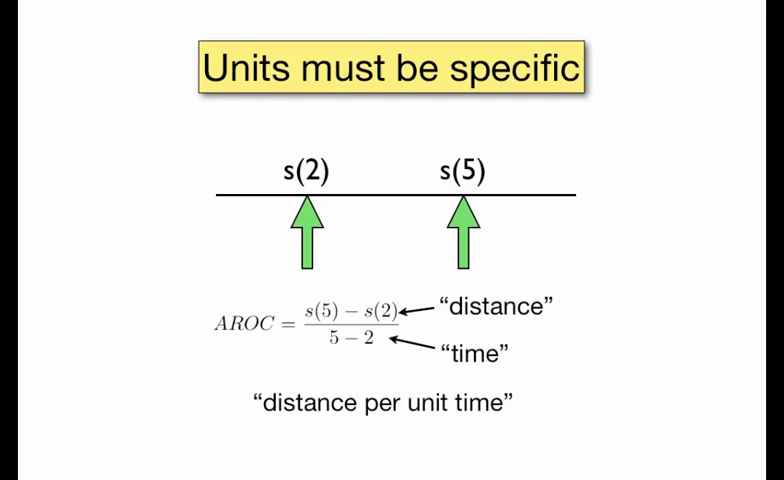 Units must be specific
s(2) s(5)
AROC = \frac{s(5) - s(2)}{5 - 2}
“distance”
“time”
“distance per unit time”